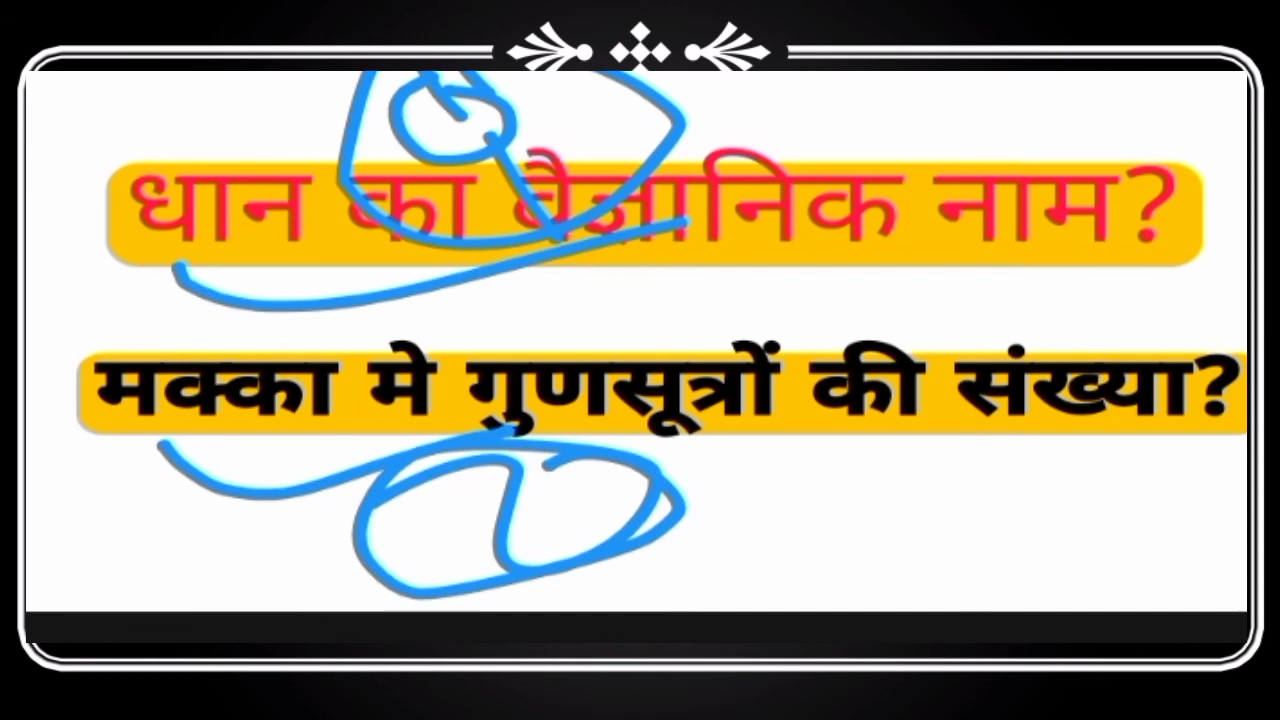 धान का वैज्ञानिक नाम?
मक्का मे गुणसूत्रों की संख्या?